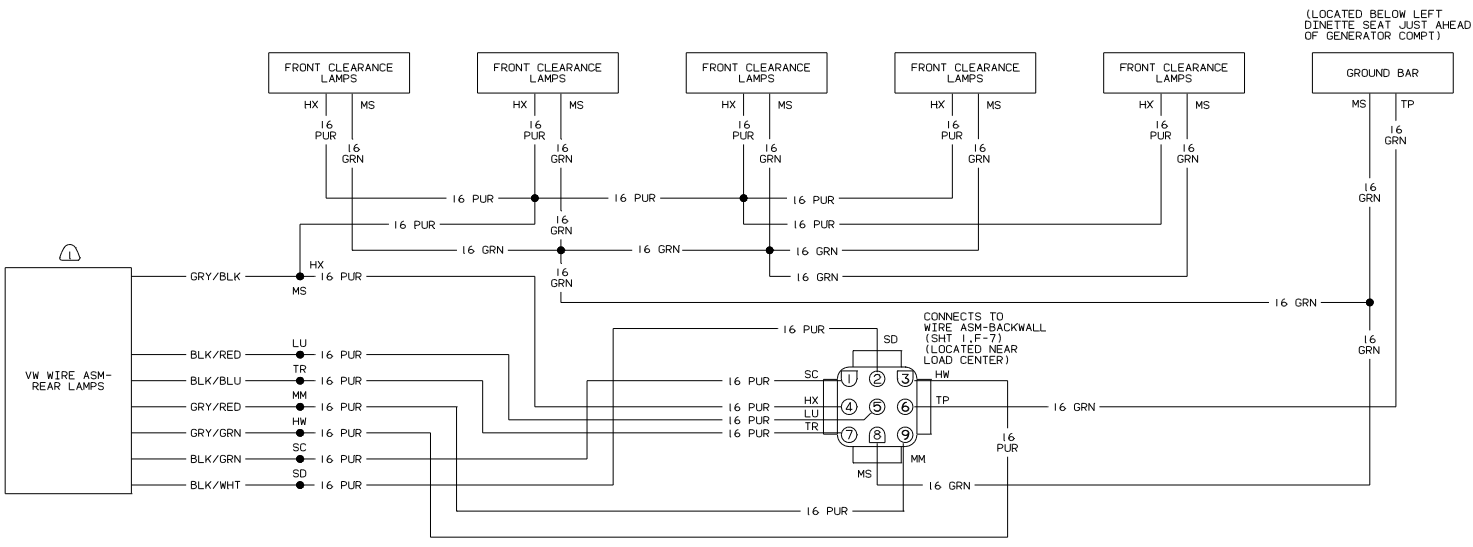 (LOCATED BELOW LEFT
DINETTE SEAT JUST AHEAD
OF GENERATOR COMPT)
FRONT CLEARANCE
LAMPS
FRONT CLEARANCE
LAMPS
FRONT CLEARANCE
LAMPS
FRONT CLEARANCE
LAMPS
FRONT CLEARANCE
LAMPS
GROUND BAR
HX MS
HX MS
HX MS
HX MS
HX MS
MS TP
16
PUR
16
GRN
16
PUR
16
GRN
16
PUR
16
GRN
16
PUR
16
GRN
16
PUR
16
GRN
16
GRN
16
GRN
16 PUR
16 PUR
16 PUR
16 PUR
16
GRN
16 PUR
16 GRN
16 GRN
16 GRN
1
HX
GRY/BLK
16 PUR
MS
16
GRN
16 GRN
16 GRN
CONNECTS TO
WIRE ASM-BACKWALL
(SHT 1,F-7)
(LOCATED NEAR
LOAD CENTER)
16 PUR
SD
16
GRN
VW WIRE ASM-
REAR LAMPS
LU
BLK/RED
16 PUR
TR
BLK/BLU
16 PUR
16 PUR
SC
1 2 3
HW
MM
GRY/RED
16 PUR
16 PUR
HX
4 5 6
TP
16 GRN
16 PUR
LU
HW
GRY/GRN
16 PUR
16 PUR
TR
7 8 9
16
PUR
SC
BLK/GRN
16 PUR
MM
SD
MS
BLK/WHT
16 PUR
16 GRN
16 PUR